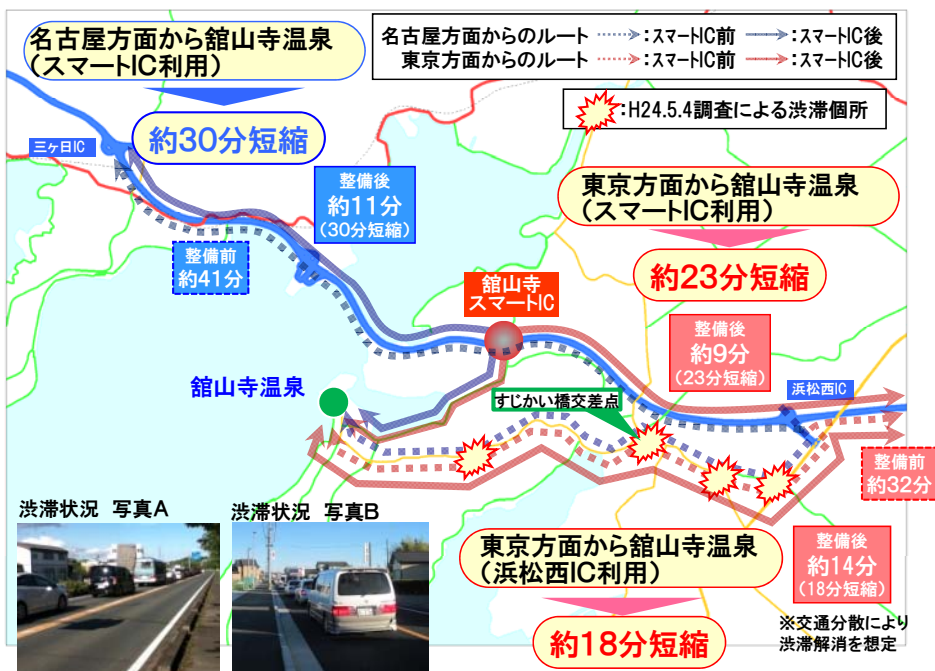 名古屋方面から舘山寺温泉
(スマートIC利用)
約30分短縮
名古屋方面からのルート :スマートIC前 :スマートIC後
東京方面からのルート :スマートIC前 :スマートIC後
:H24.5.4調査による渋滞個所
三ヶ日IC
整備後
約11分
(30分短縮)
整備前
約41分
東京方面から舘山寺温泉
(スマートIC利用)
約23分短縮
舘山寺
スマートIC
整備後
約9分
(23分短縮)
浜松西IC
舘山寺温泉
すじかい橋交差点
整備前
約32分
渋滞状況 写真A
渋滞状況 写真B
東京方面から舘山寺温泉
(浜松西IC利用)
約18分短縮
整備後
約14分
(18分短縮)
※交通分散により
渋滞解消を想定